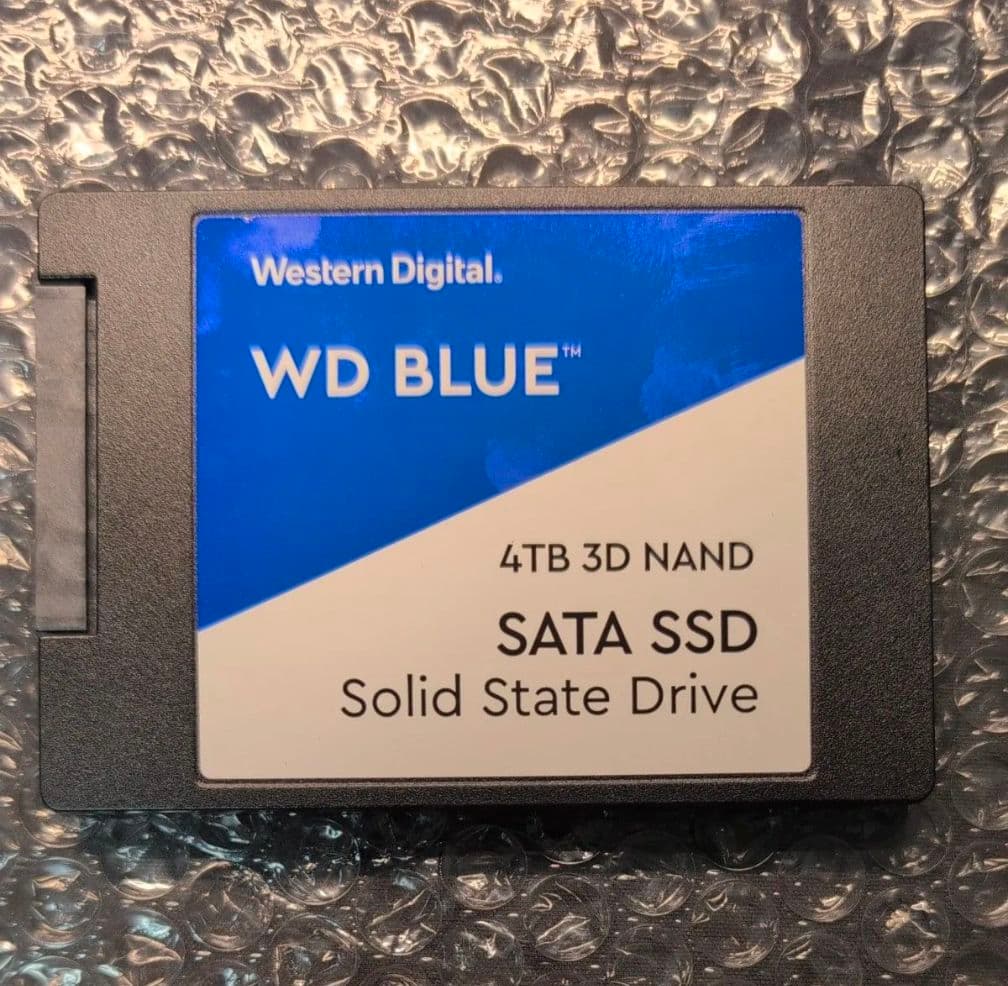 Western Digital.
WD BLUE™
4TB 3D NAND
SATA SSD
Solid State Drive